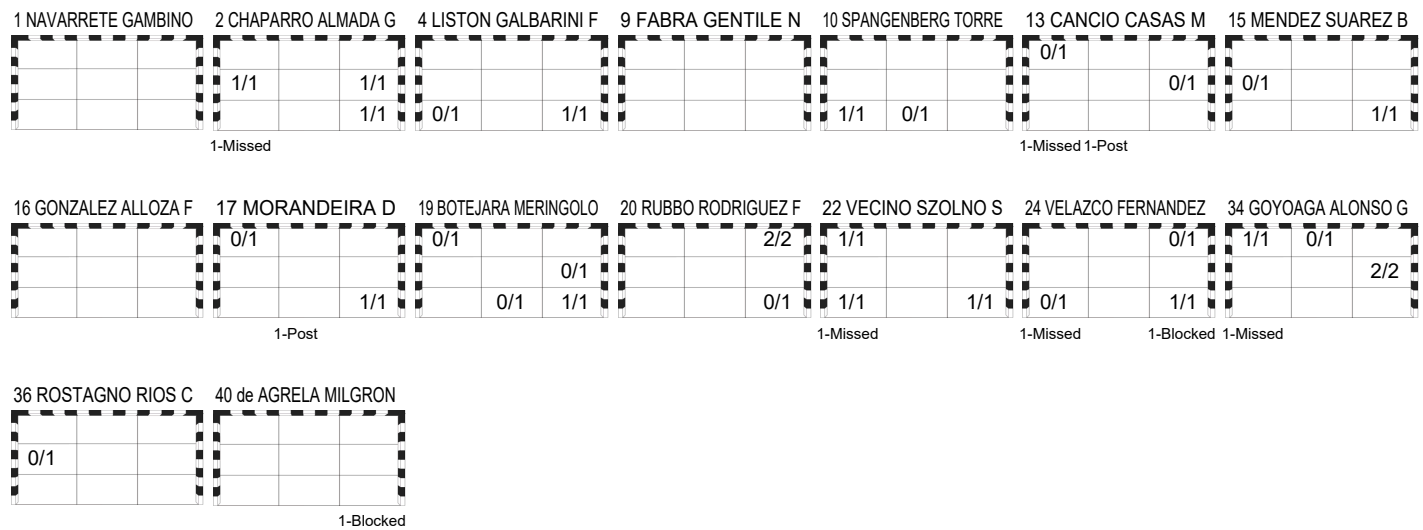 1 NAVARRETE GAMBINO 2 CHAPARRO ALMADA G 4 LISTON GALBARINI F 9 FABRA GENTILE N 10 SPANGENBERG TORRE 13 CANCIO CASAS M 15 MENDEZ SUAREZ B
0/1
1/1 1/1 0/1 0/1
1/1 0/1 1/1 1/1 0/1 1/1
1-Missed 1-Missed 1-Post
16 GONZALEZ ALLOZA F 17 MORANDEIRA D 19 BOTEJARA MERINGOLO 20 RUBBO RODRIGUEZ F 22 VECINO SZOLNO S 24 VELAZCO FERNANDEZ 34 GOYOAGA ALONSO G
0/1 0/1 2/2 1/1 0/1 1/1 0/1
0/1 2/2
1/1 0/1 1/1 0/1 1/1 1/1 0/1 1/1
1-Post 1-Missed 1-Missed 1-Blocked 1-Missed
36 ROSTAGNO RIOS C 40 de AGRELA MILGRON
0/1
1-Blocked